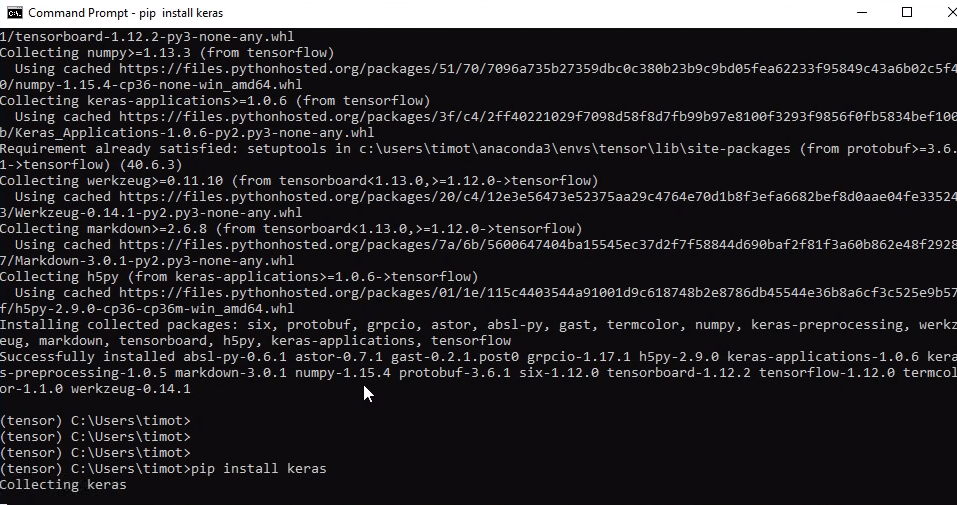 Command Prompt - pip  install keras
1/tensorboard-1.12.2-py3-none-any.whl
Collecting numpy>=1.13.3 (from tensorflow)
  Using cached https://files.pythonhosted.org/packages/51/70/7096a735b27359dbc0c380b23b9c9bd05fea62233f95849c43a6b02c5f4
0/numpy-1.15.4-cp36-none-win_amd64.whl
Collecting keras-applications>=1.0.6 (from tensorflow)
  Using cached https://files.pythonhosted.org/packages/3f/c4/2ff40221029f7098d58f8d7fb99b97e8100f3293f9856f0fb5834bef100
b/Keras_Applications-1.0.6-py2.py3-none-any.whl
Requirement already satisfied: setuptools in c:\users\timot\anaconda3\envs\tensor\lib\site-packages (from protobuf>=3.6.
1->tensorflow) (40.6.3)
Collecting werkzeug>=0.11.10 (from tensorboard<1.13.0,>=1.12.0->tensorflow)
  Using cached https://files.pythonhosted.org/packages/20/c4/12e3e56473e52375aa29c4764e70d1b8f3efa6682bef8d0aae04fe33524
3/Werkzeug-0.14.1-py2.py3-none-any.whl
Collecting markdown>=2.6.8 (from tensorboard<1.13.0,>=1.12.0->tensorflow)
  Using cached https://files.pythonhosted.org/packages/7a/6b/5600647404ba15545ec37d2f7f58844d690baf2f81f3a60b862e48f2928
7/Markdown-3.0.1-py2.py3-none-any.whl
Collecting h5py (from keras-applications>=1.0.6->tensorflow)
  Using cached https://files.pythonhosted.org/packages/01/1e/115c4403544a91001d9c618748b2e8786db45544e36b8a6cf3c525e9b57
f/h5py-2.9.0-cp36-cp36m-win_amd64.whl
Installing collected packages: six, protobuf, grpcio, astor, absl-py, gast, termcolor, numpy, keras-preprocessing, werkz
eug, markdown, tensorboard, h5py, keras-applications, tensorflow
Successfully installed absl-py-0.6.1 astor-0.7.1 gast-0.2.1.post0 grpcio-1.17.1 h5py-2.9.0 keras-applications-1.0.6 kera
s-preprocessing-1.0.5 markdown-3.0.1 numpy-1.15.4 protobuf-3.6.1 six-1.12.0 tensorboard-1.12.2 tensorflow-1.12.0 termcol
or-1.1.0 werkzeug-0.14.1
(tensor) C:\Users\timot>
(tensor) C:\Users\timot>
(tensor) C:\Users\timot>
(tensor) C:\Users\timot>pip install keras
Collecting keras